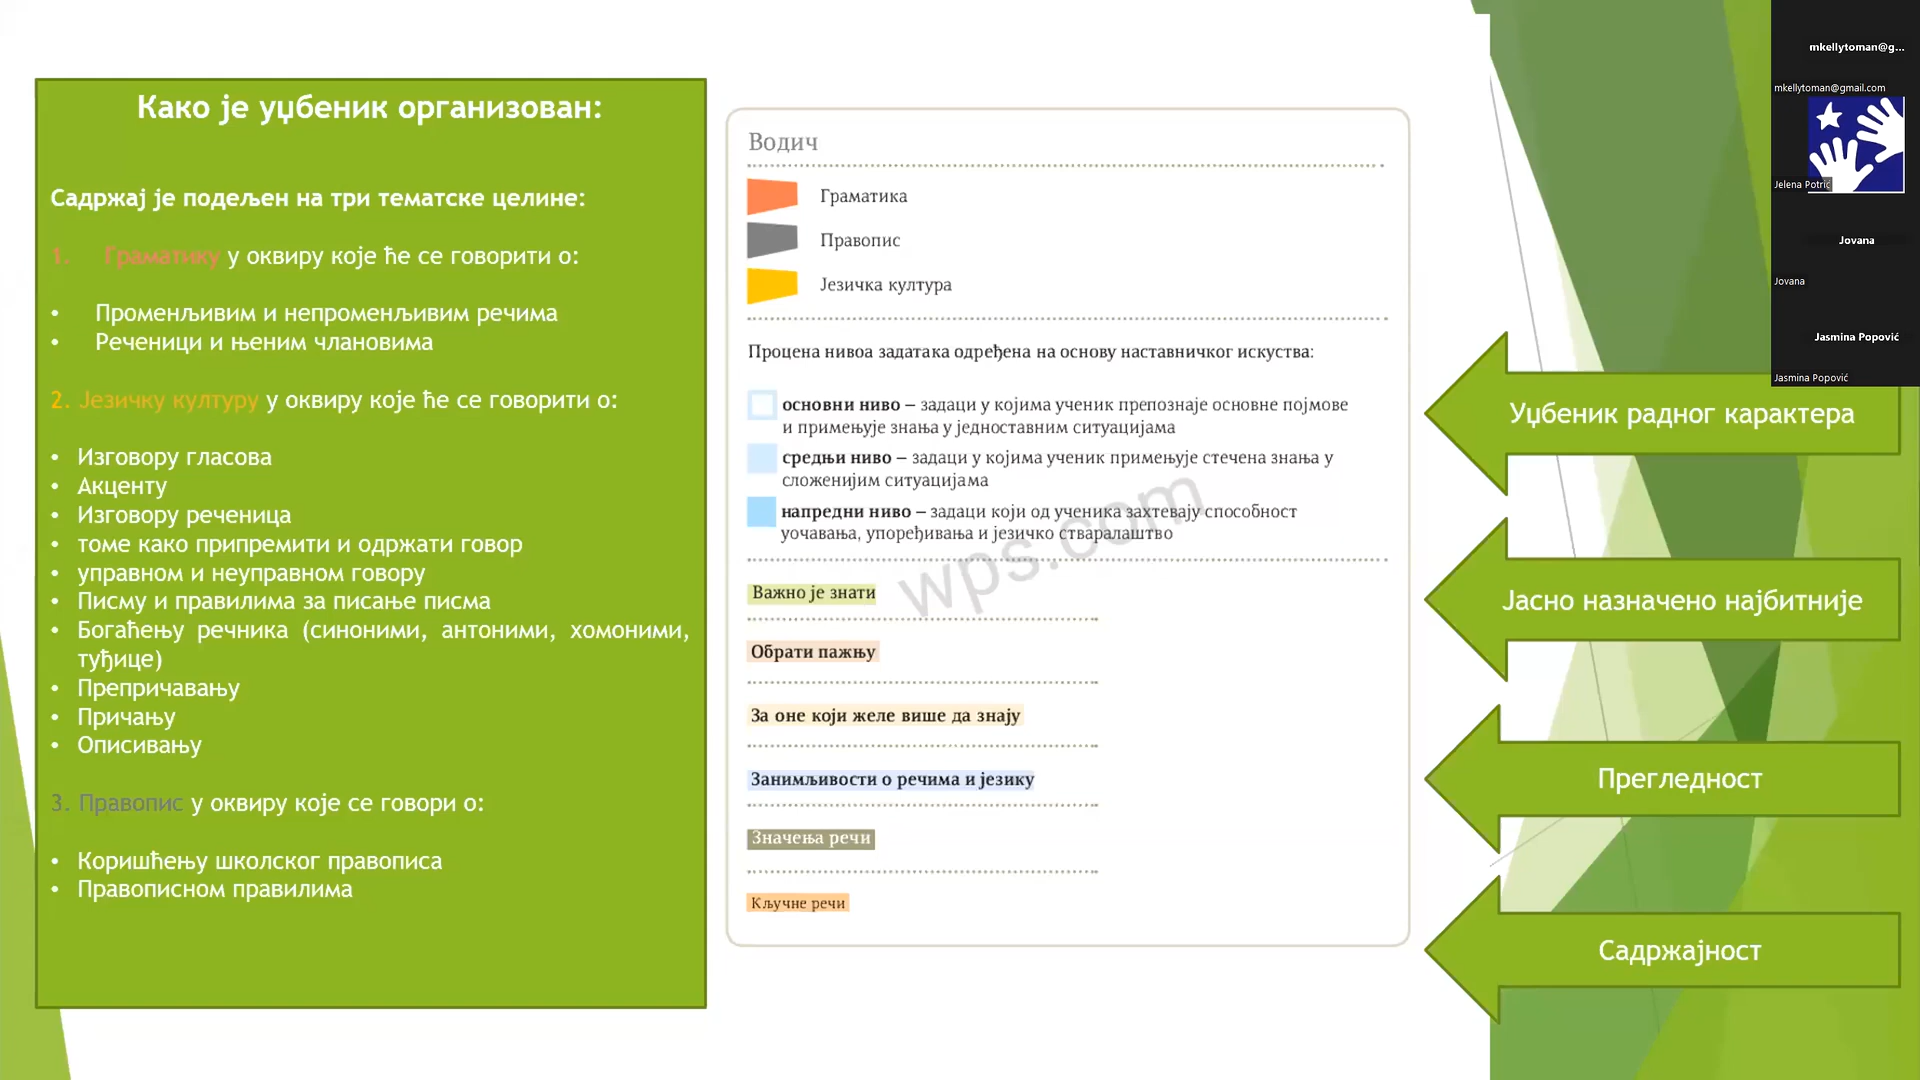 Како је уџбеник организован:
Садржај је подељен на три тематске целине:
1. Граматику у оквиру које ће се говорити о:
• Променљивим и непроменљивим речима
• Реченици и њеним члановима
2. Језичку културу у оквиру које ће се говорити о:
• Изговору гласова
• Акценту
• Изговору реченица
• томе како припремити и одржати говор
• управном и неуправном говору
• Писму и правилима за писање писма
• Богаћењу речника (синоними, антоними, хомоними,
туђице)
• Препричавању
• Причању
• Описивању
3. Правопис у оквиру које се говори о:
• Коришћењу школског правописа
• Правописном правилима
Водич
Граматика
Правопис
Језичка култура
Процена нивоа задатака одређена на основу наставничког искуства:
основни ниво – задаци у којима ученик препознаје основне појмове
и примењује знања у једноставним ситуацијама
средњи ниво – задаци у којима ученик примењује стечена знања у
сложенијим ситуацијама
напредни ниво – задаци који од ученика захтевају способност
уочавања, упоређивања и језичко стваралаштво
wps.com
Важно је знати
Обрати пажњу
За оне који желе више да знају
Занимљивости о речима и језику
Значења речи
Кључне речи
Уџбеник радног карактера
Јасно назначено најбитније
Прегледност
Садржајност
mkellytoman@g...
mkellytoman@gmail.com
Jelena Potrić
Jovana
Jovana
Jasmina Popović
Jasmina Popović